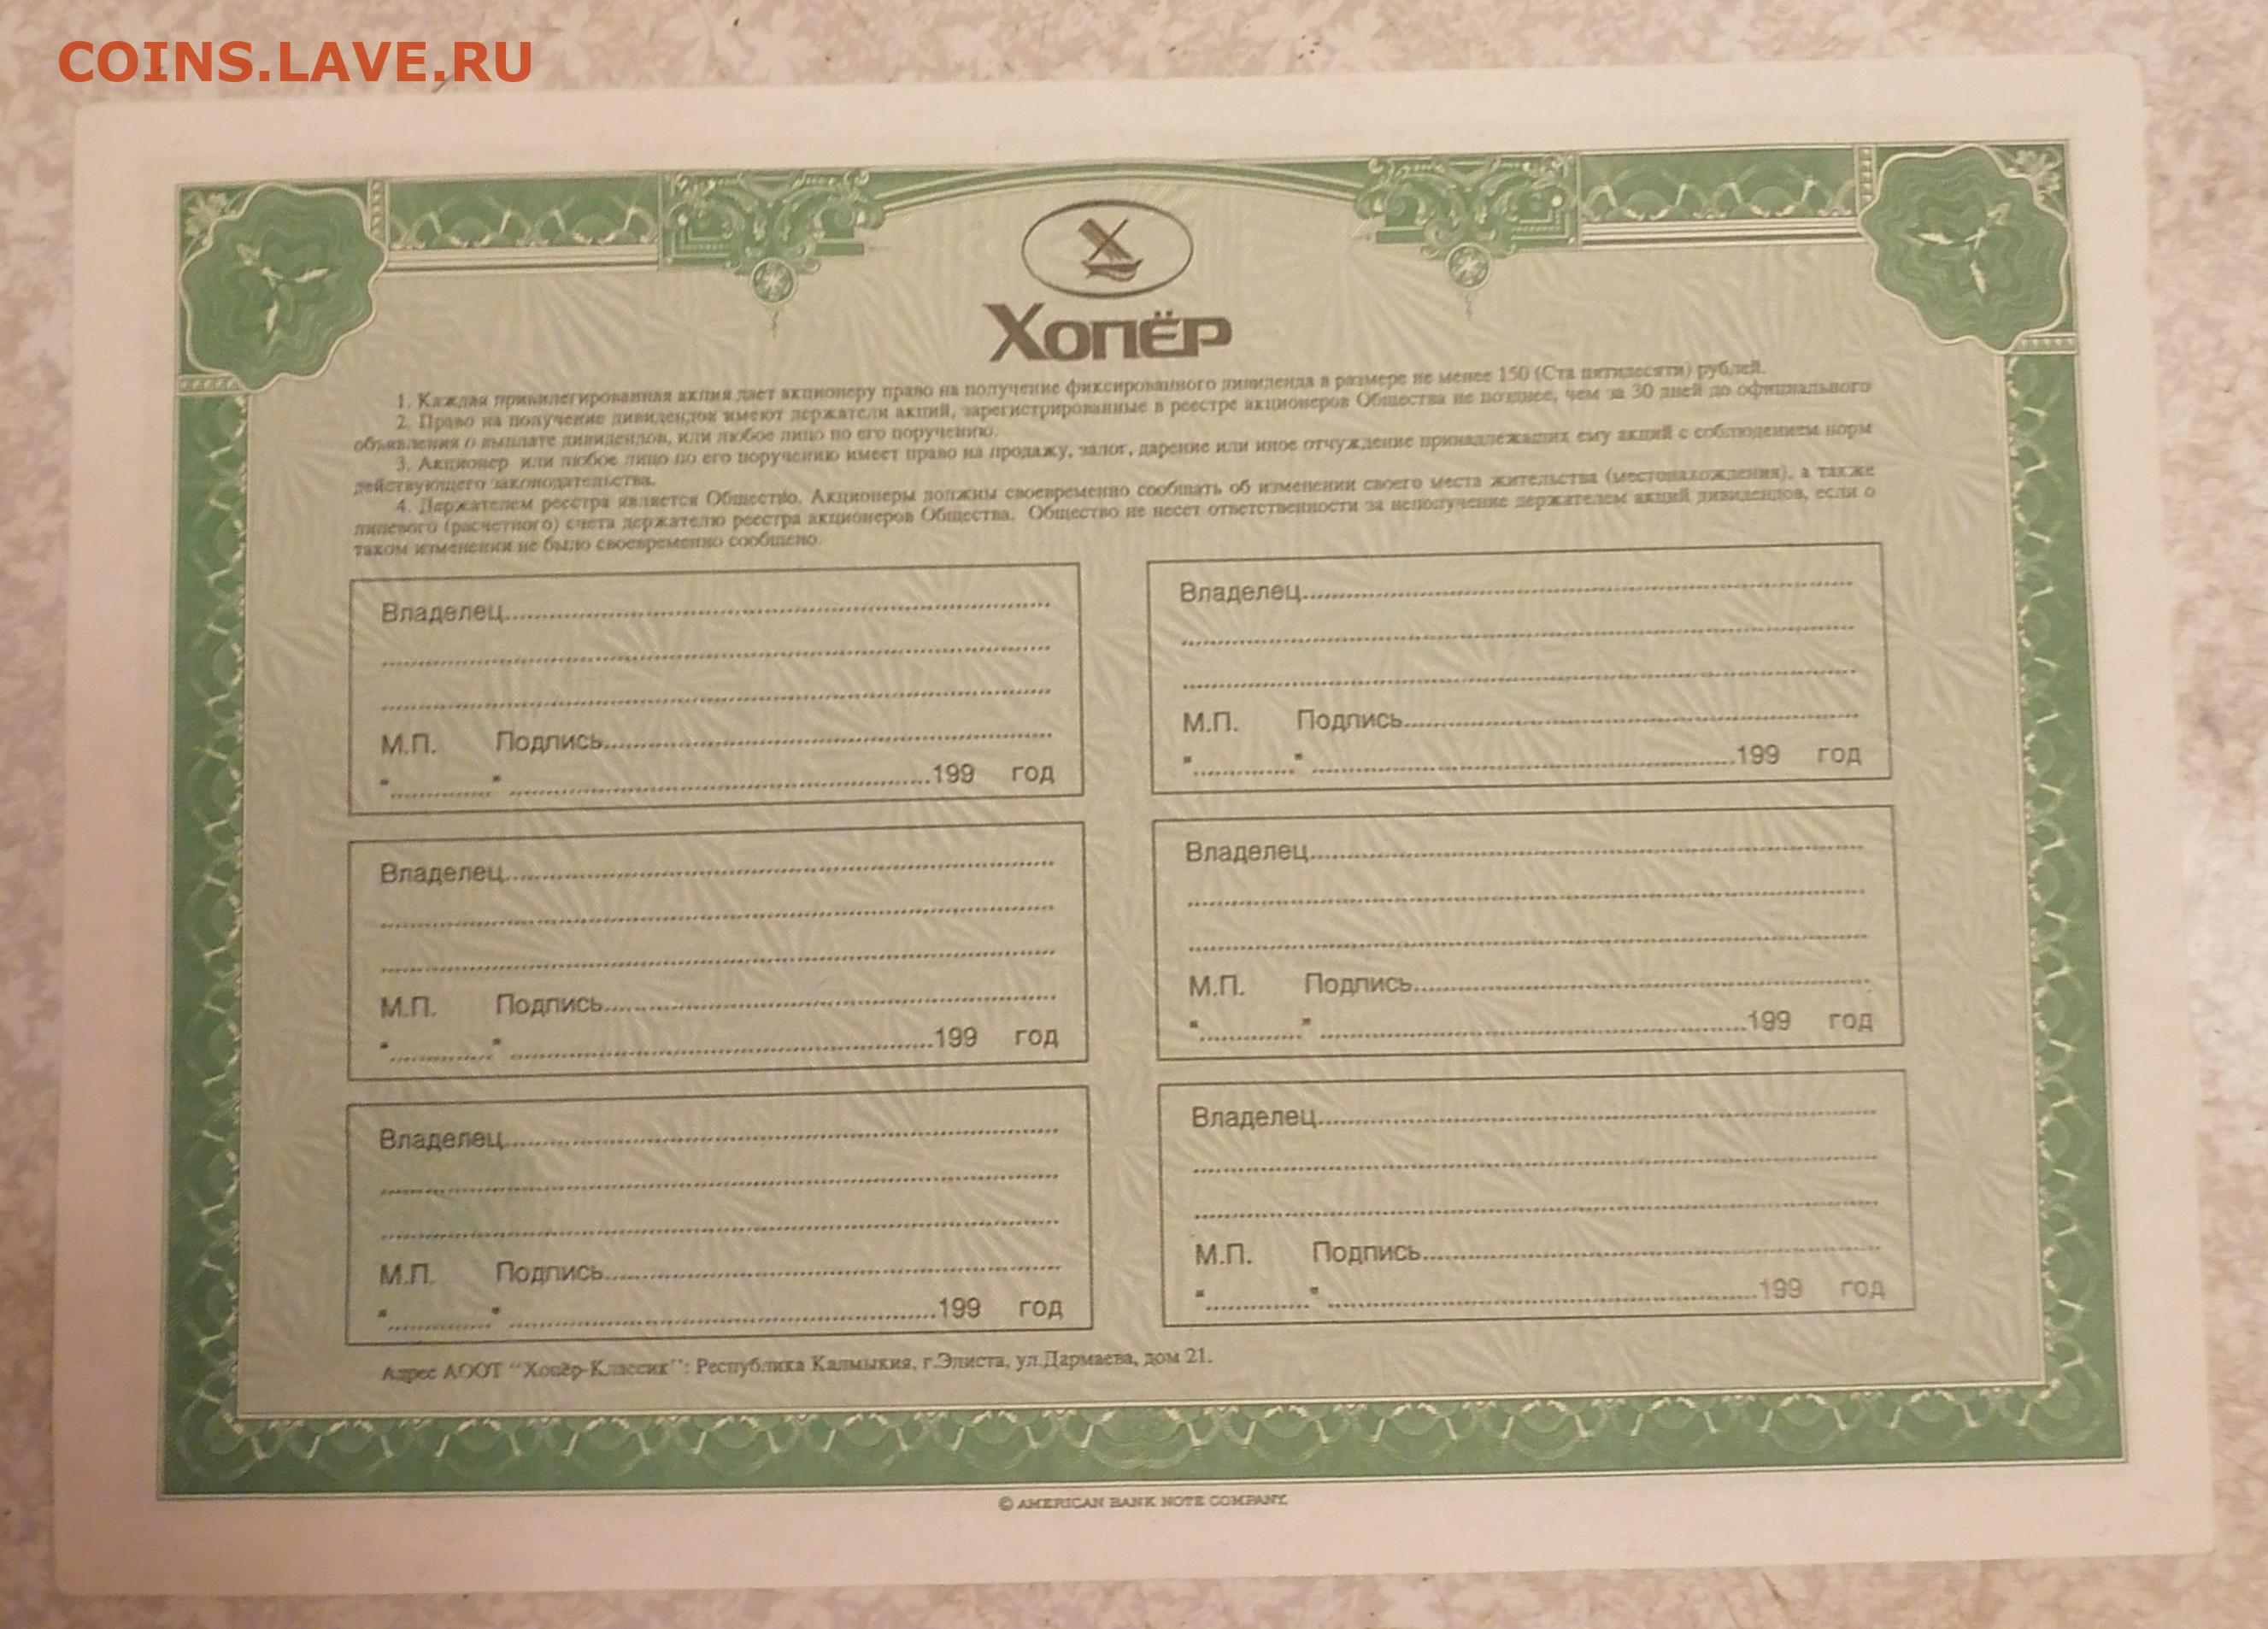 COINS.LAVE.RU
Хопёр
1. Каждая привилегированная акция дает акционеру право на получение фиксированного дивиденда в размере не менее 150 (Ста пятидесяти) рублей.
2. Право на получение дивидендов имеют держатели акций, зарегистрированные в реестре акционеров Общества не позднее, чем за 30 дней до официального
объявления о выплате дивидендов, или любое лицо по его поручению.
3. Акционер или любое лицо по его поручению имеет право на продажу, залог, дарение или иное отчуждение принадлежащих ему акций с соблюдением норм
действующего законодательства.
4. Держателем реестра является Общество. Акционеры должны своевременно сообщать об изменении своего места жительства (местонахождения), а также
лицевого (расчетного) счета держателю реестра акционеров Общества. Общество не несет ответственности за неполучение держателем акций дивидендов, если о
таком изменении не было своевременно сообщено.
Владелец
М.П. Подпись
" " 199 год
Владелец
М.П. Подпись
" " 199 год
Владелец
М.П. Подпись
" " 199 год
Владелец
М.П. Подпись
" " 199 год
Владелец
М.П. Подпись
" " 199 год
Владелец
М.П. Подпись
" " 199 год
Адрес АООТ "Хопёр-Классик": Республика Калмыкия, г.Элиста, ул.Дармаева, дом 21.
© AMERICAN BANK NOTE COMPANY.